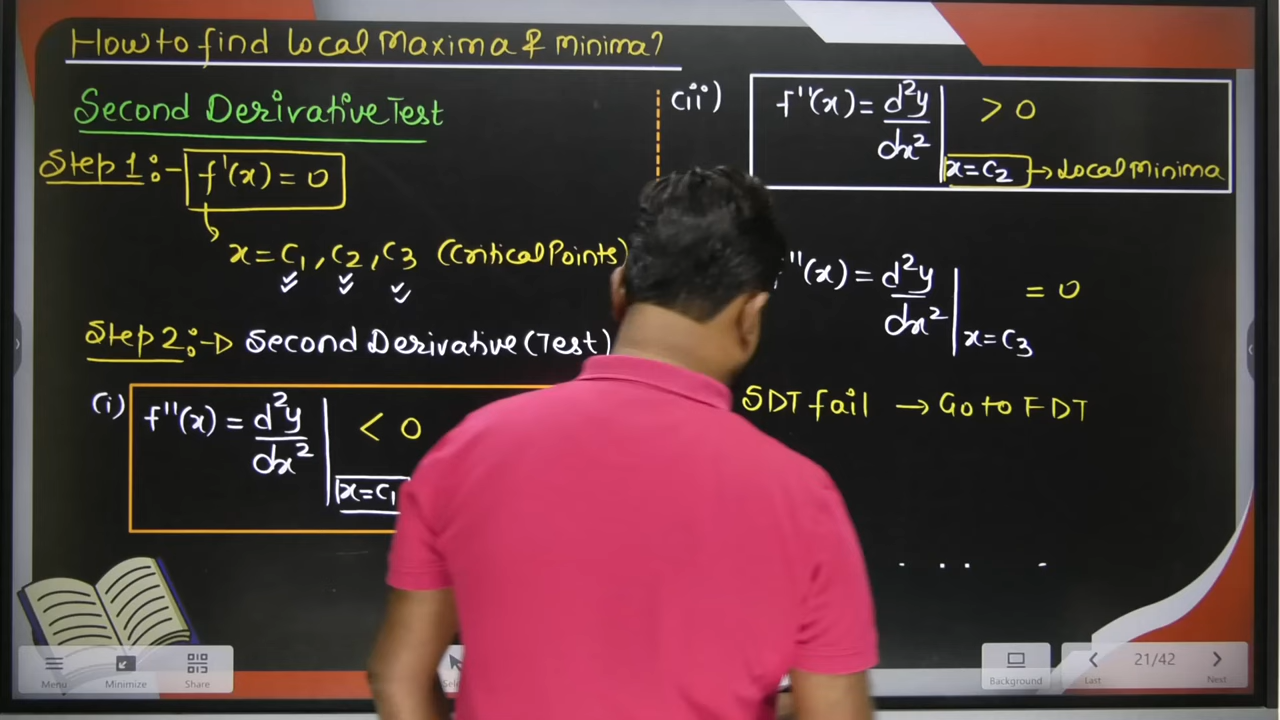 How to find Local Maxima & Minima?
Second Derivative Test
Step 1:- f'(x) = 0
x = C1, C2, C3 (Critical Points)
Step 2:-> Second Derivative (Test)
(i) f''(x) = d²y/dx² | x=C1 < 0
(ii) f''(x) = d²y/dx² | x=C2 > 0
→ Local Minima
''(x) = d²y/dx² | x=C3 = 0
SDT fail → Go to FDT
Menu
Minimize
Share
Background
Last
21/42
Next